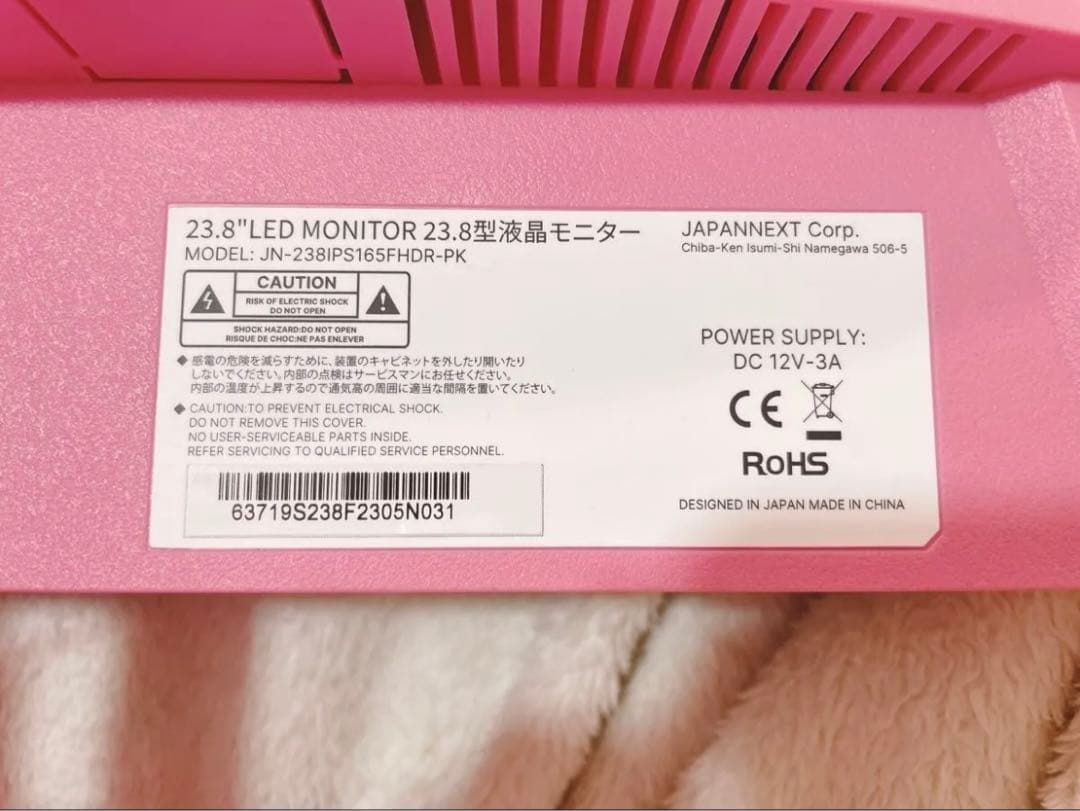 23.8"LED MONITOR 23.8型液晶モニター
MODEL: JN-238IPS165FHDR-PK
JAPANNEXT Corp.
Chiba-Ken Isumi-Shi Namegawa 506-5
CAUTION
RISK OF ELECTRIC SHOCK
DO NOT OPEN
SHOCK HAZARD:DO NOT OPEN
RISQUE DE CHOC:NE PAS ENLEVER
◆ 感電の危険を減らすために、装置のキャビネットを外したり開いたり
しないでください。内部の点検はサービスマンにお任せください。
内部の温度が上昇するので通気高の周囲に適当な間隔を置いてください。
◆ CAUTION:TO PREVENT ELECTRICAL SHOCK.
DO NOT REMOVE THIS COVER.
NO USER-SERVICEABLE PARTS INSIDE.
REFER SERVICING TO QUALIFIED SERVICE PERSONNEL.
63719S238F2305N031
POWER SUPPLY:
DC 12V-3A
CE
RoHS
DESIGNED IN JAPAN MADE IN CHINA